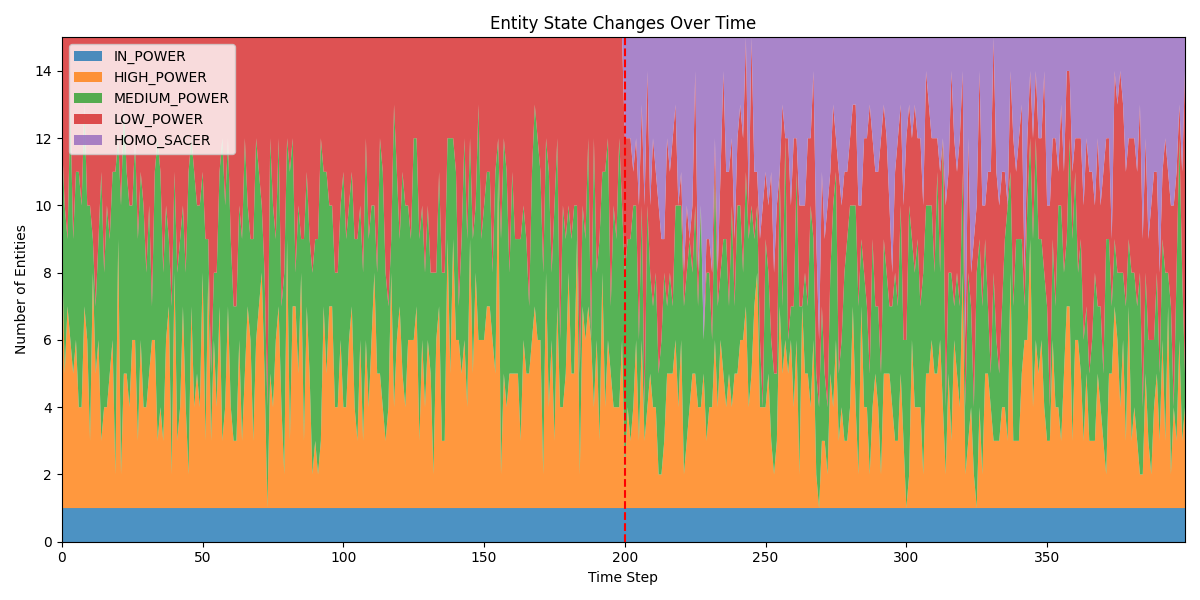 Entity State Changes Over Time
IN_POWER
HIGH_POWER
MEDIUM_POWER
LOW_POWER
HOMO_SACER
Number of Entities
14
12
10
8
6
4
2
0
0 50 100 150 200 250 300 350
Time Step